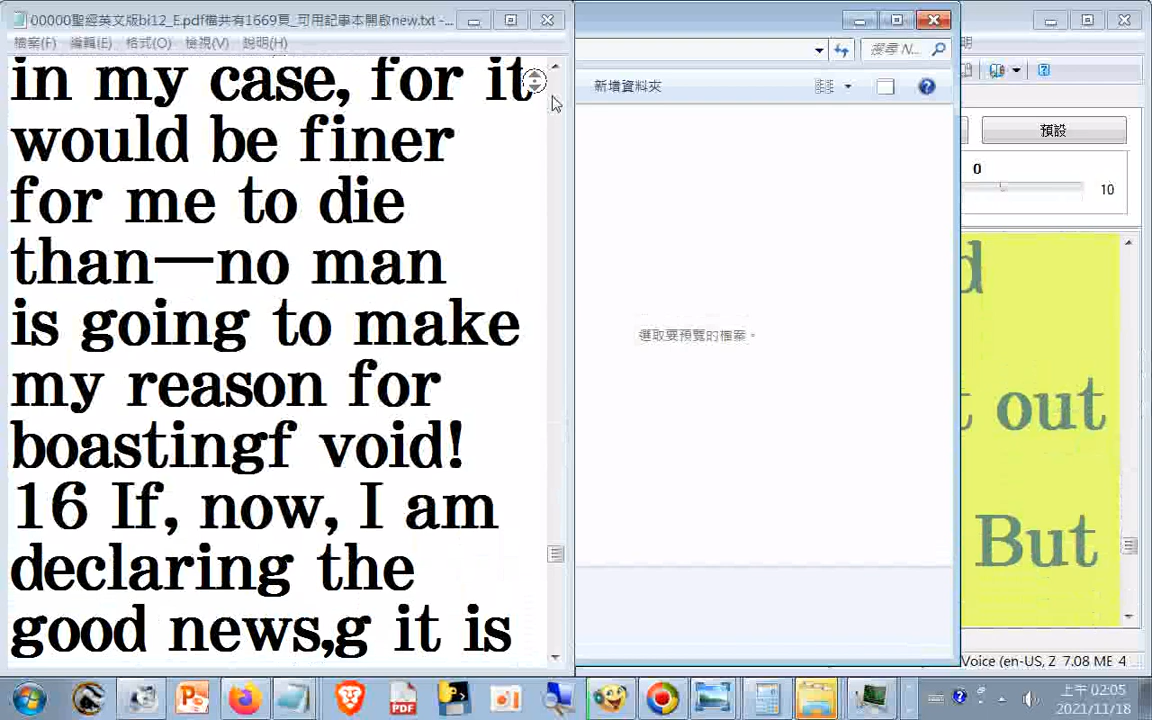 00000聖經英文版bi12_E.pdf檔共有1669頁_可用記事本開啟new.txt -...
檔案(F) 編輯(E) 格式(O) 檢視(V) 說明(H)
in my case, for it
would be finer
for me to die
than—no man
is going to make
my reason for
boastingf void!
16 If, now, I am
declaring the
good news,g it is
搜尋 N...
新增資料夾
選取要預覽的檔案。
明
預設
0
10
d
t out
But
Voice (en-US, Z 7.08 ME 4
PDF
上午 02:05
2021/11/18